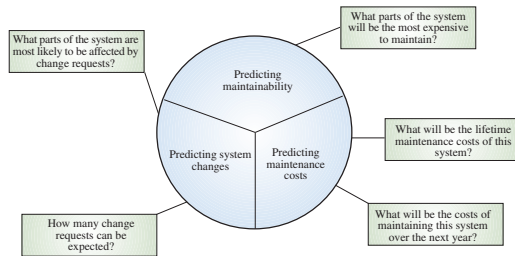 What parts of the system are
most likely to be affected by
change requests?
What parts of the system
will be the most expensive
to maintain?
Predicting
maintainability
Predicting system
changes
Predicting
maintenance
costs
What will be the lifetime
maintenance costs of this
system?
How many change
requests can be
expected?
What will be the costs of
maintaining this system
over the next year?